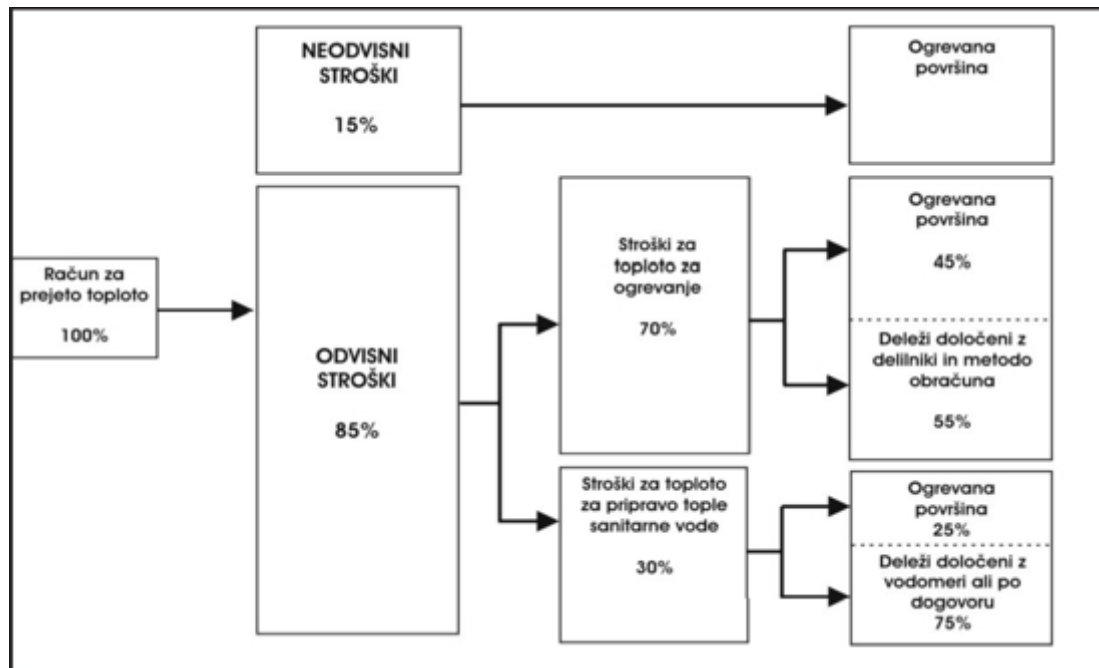 NEODVISNI
STROŠKI
15%
Ogrevana
površina
Račun za
prejeto toploto
100%
ODVISNI
STROŠKI
85%
Stroški za
toploto za
ogrevanje
70%
Ogrevana
površina
45%
Deleži določeni z
delilniki in metodo
obračuna
55%
Stroški za toploto
za pripravo tople
sanitarne vode
30%
Ogrevana
površina
25%
Deleži določeni z
vodomeri ali po
dogovoru
75%